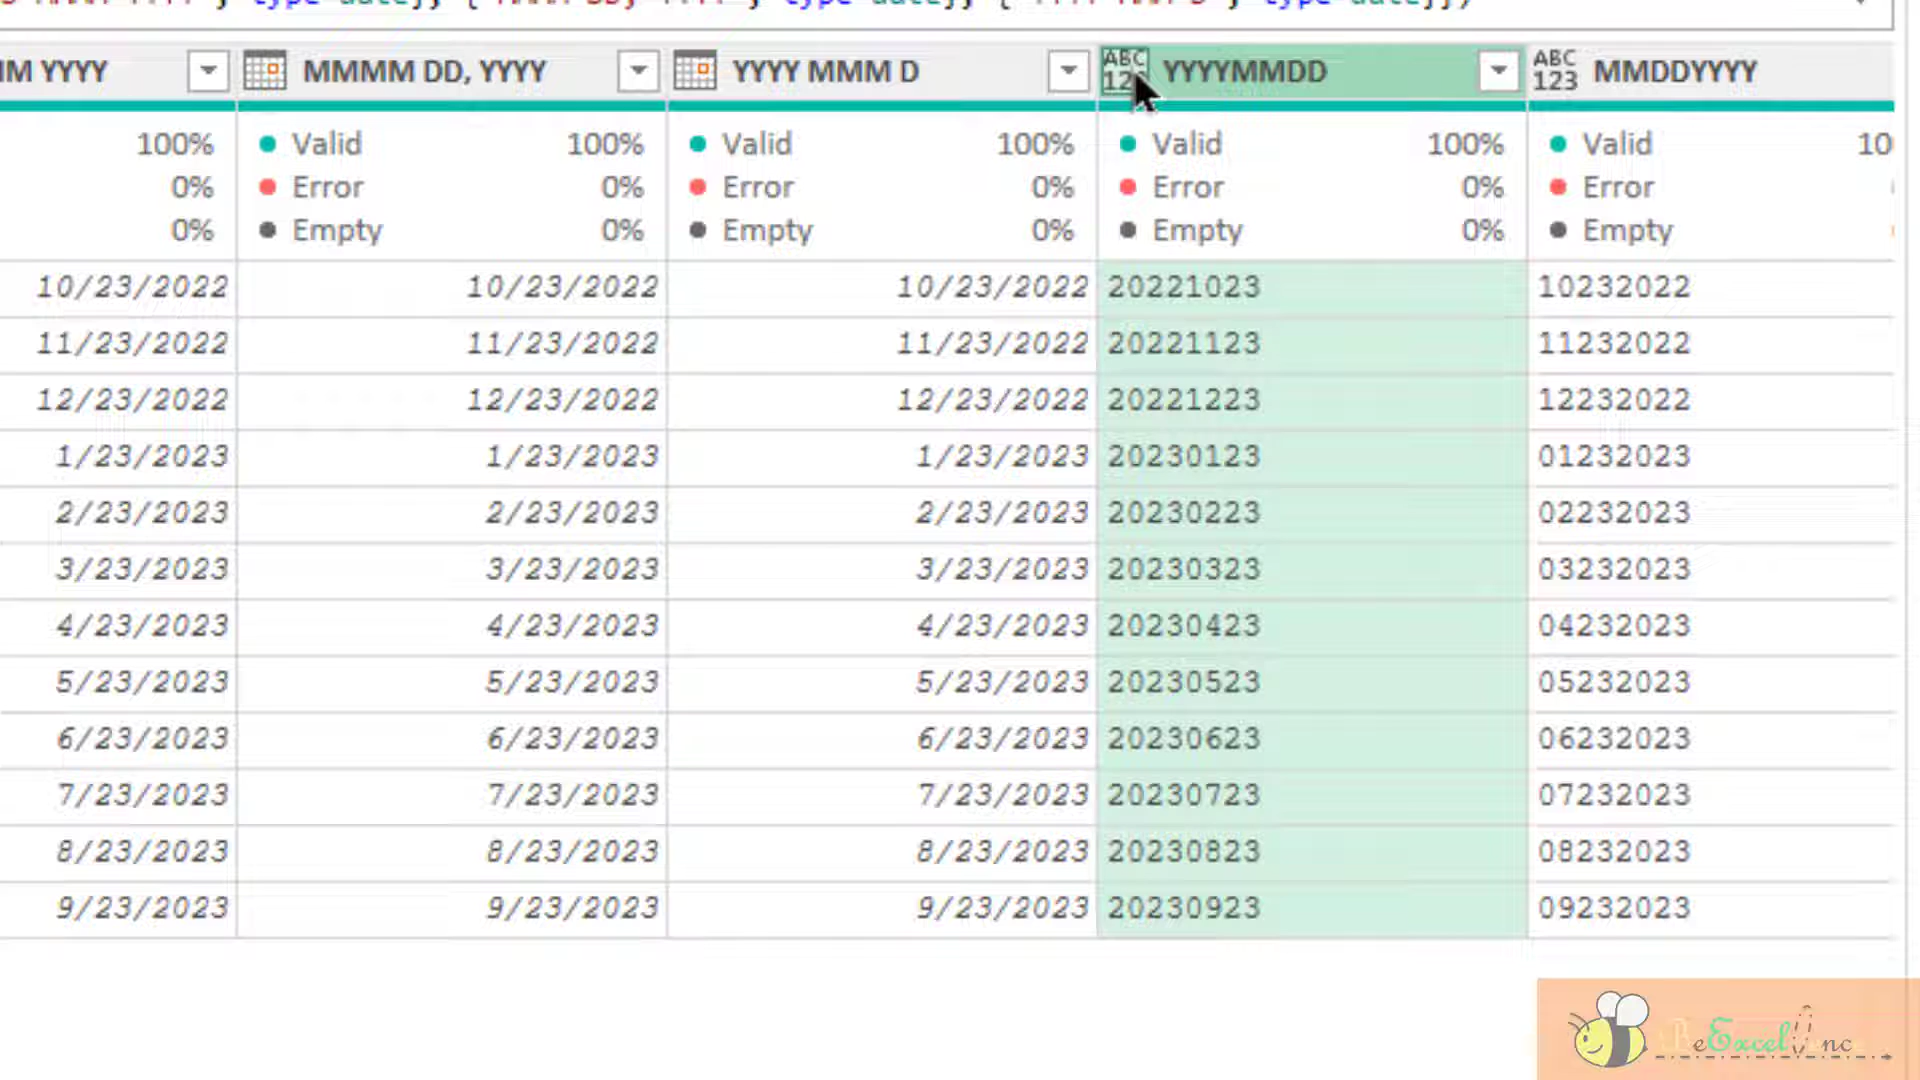 MMMM DD, YYYY YYYY MMM D ABC 123 YYYYMMDD ABC 123 MMDDYYYY
100% Valid 100% Valid 100% Valid 100% Valid 10
0% Error 0% Error 0% Error 0% Error
0% Empty 0% Empty 0% Empty 0% Empty
10/23/2022 10/23/2022 10/23/2022 20221023 10232022
11/23/2022 11/23/2022 11/23/2022 20221123 11232022
12/23/2022 12/23/2022 12/23/2022 20221223 12232022
1/23/2023 1/23/2023 1/23/2023 20230123 01232023
2/23/2023 2/23/2023 2/23/2023 20230223 02232023
3/23/2023 3/23/2023 3/23/2023 20230323 03232023
4/23/2023 4/23/2023 4/23/2023 20230423 04232023
5/23/2023 5/23/2023 5/23/2023 20230523 05232023
6/23/2023 6/23/2023 6/23/2023 20230623 06232023
7/23/2023 7/23/2023 7/23/2023 20230723 07232023
8/23/2023 8/23/2023 8/23/2023 20230823 08232023
9/23/2023 9/23/2023 9/23/2023 20230923 09232023